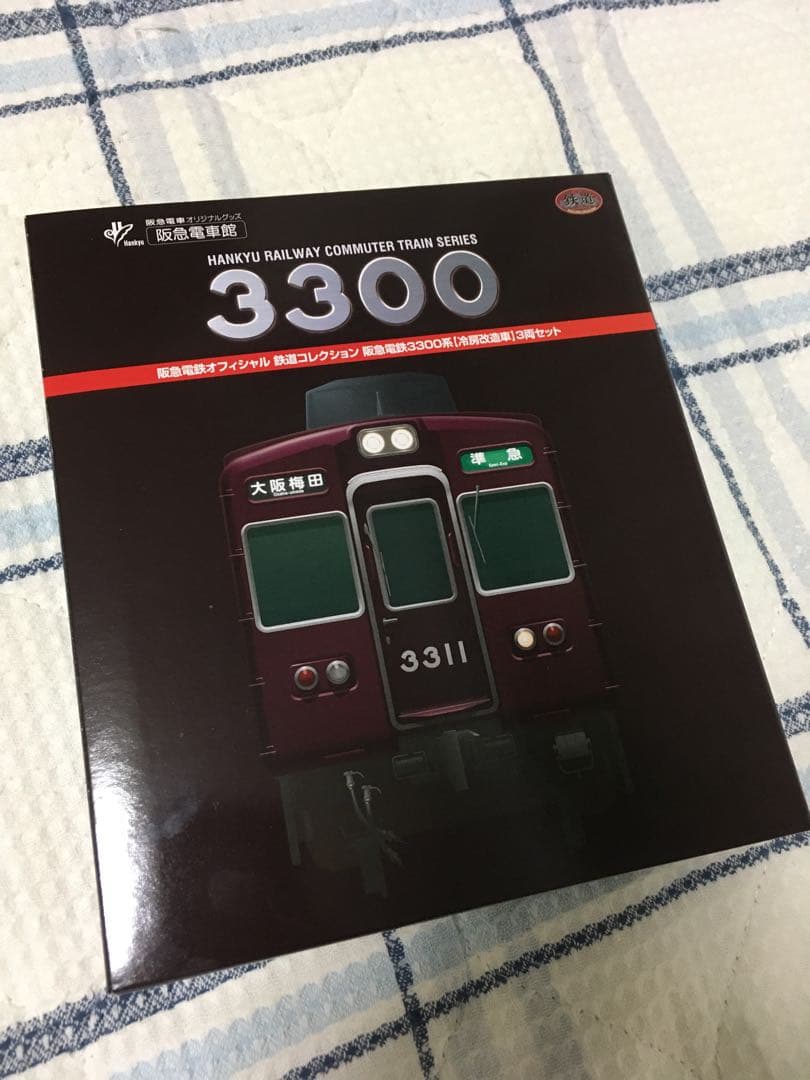 阪急電車オリジナルグッズ
Hankyu 阪急電車館
鉄道
HANKYU RAILWAY COMMUTER TRAIN SERIES
3300
阪急電鉄オフィシャル 鉄道コレクション 阪急電鉄3300系[冷房改造車]3両セット
大阪梅田
準急
3311